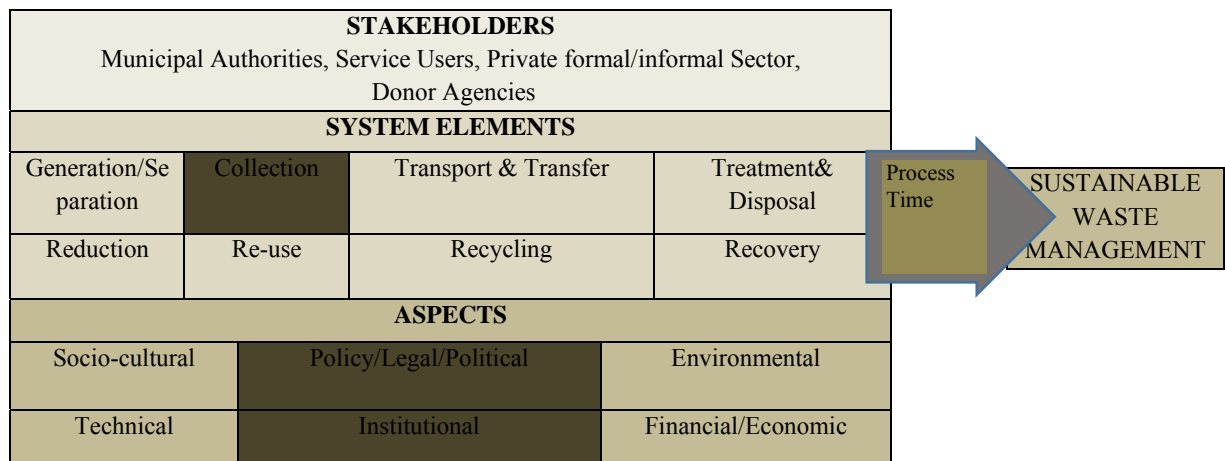 STAKEHOLDERS
Municipal Authorities, Service Users, Private formal/informal Sector,
Donor Agencies
SYSTEM ELEMENTS
Generation/Se
paration
Collection
Transport & Transfer
Treatment&
Disposal
Reduction
Re-use
Recycling
Recovery
ASPECTS
Socio-cultural
Policy/Legal/Political
Environmental
Technical
Institutional
Financial/Economic
Process
Time
SUSTAINABLE
WASTE
MANAGEMENT